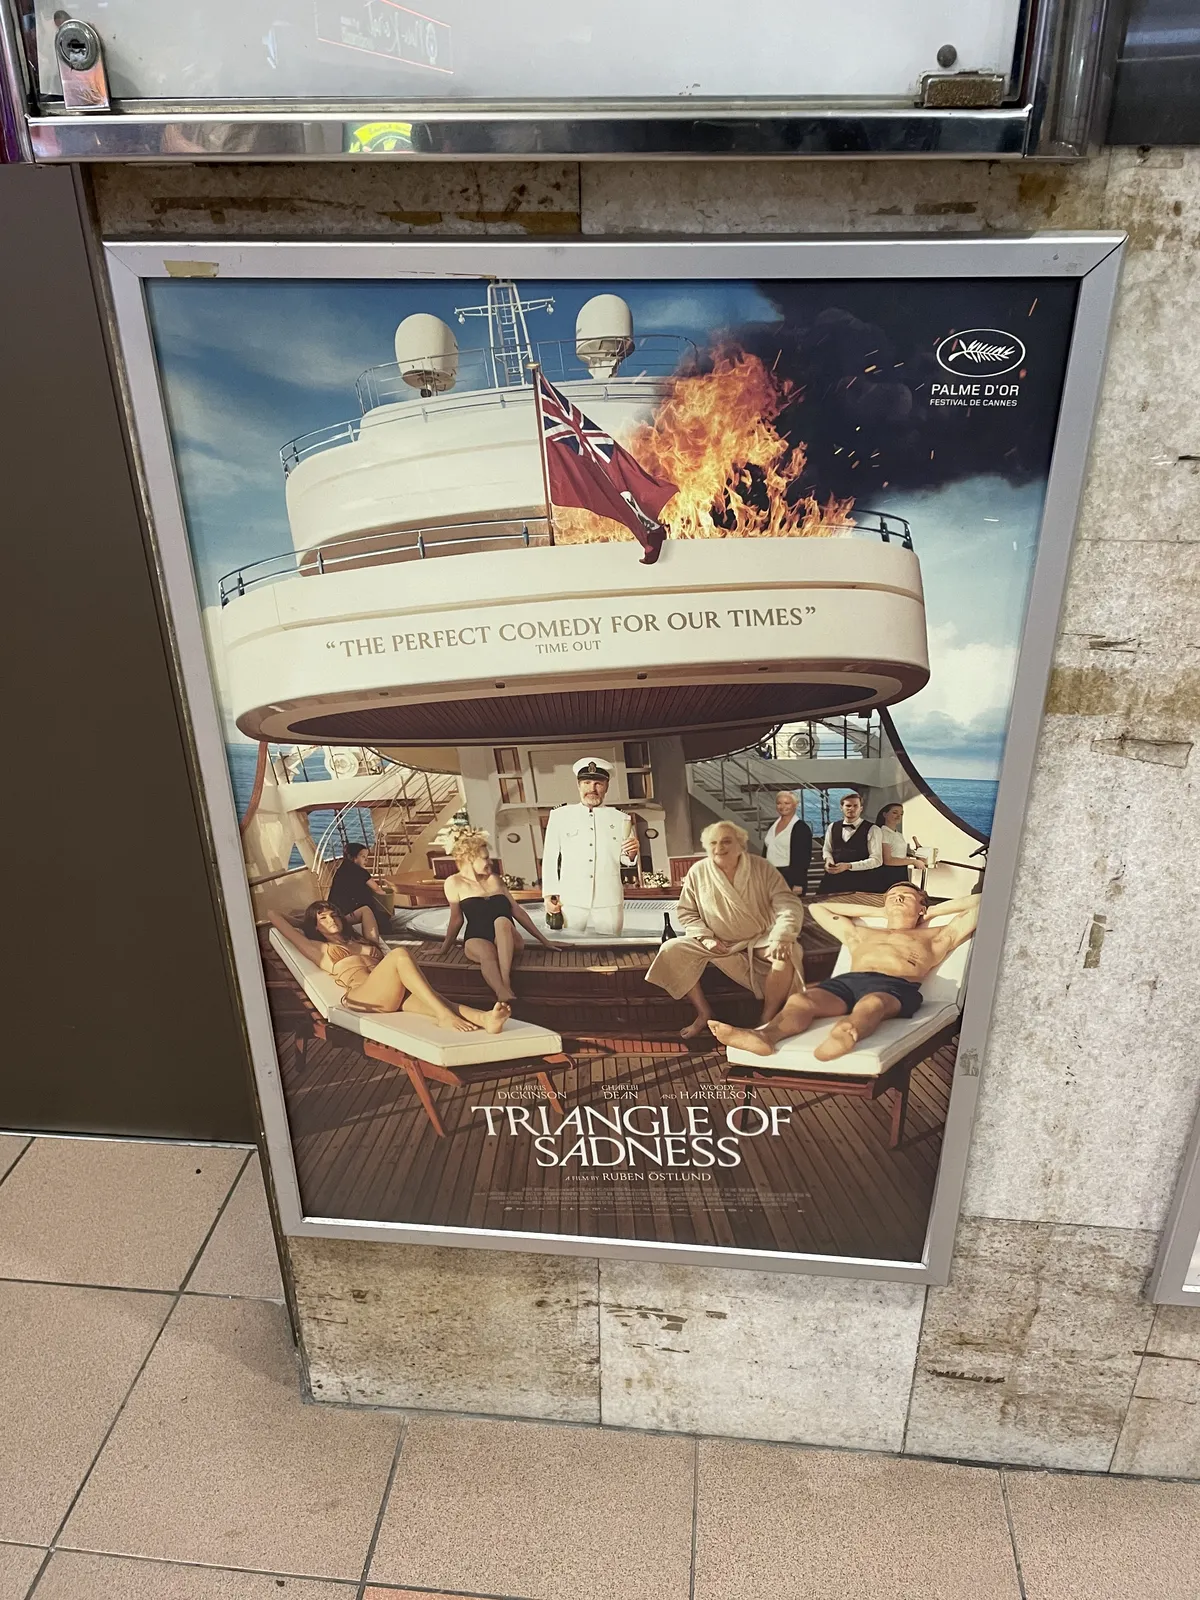 PALME D'OR
FESTIVAL DE CANNES
“THE PERFECT COMEDY FOR OUR TIMES”
TIME OUT
HARRIS DICKINSON CHARLBI DEAN AND WOODY HARRELSON
TRIANGLE OF
SADNESS
A FILM BY RUBEN ÖSTLUND